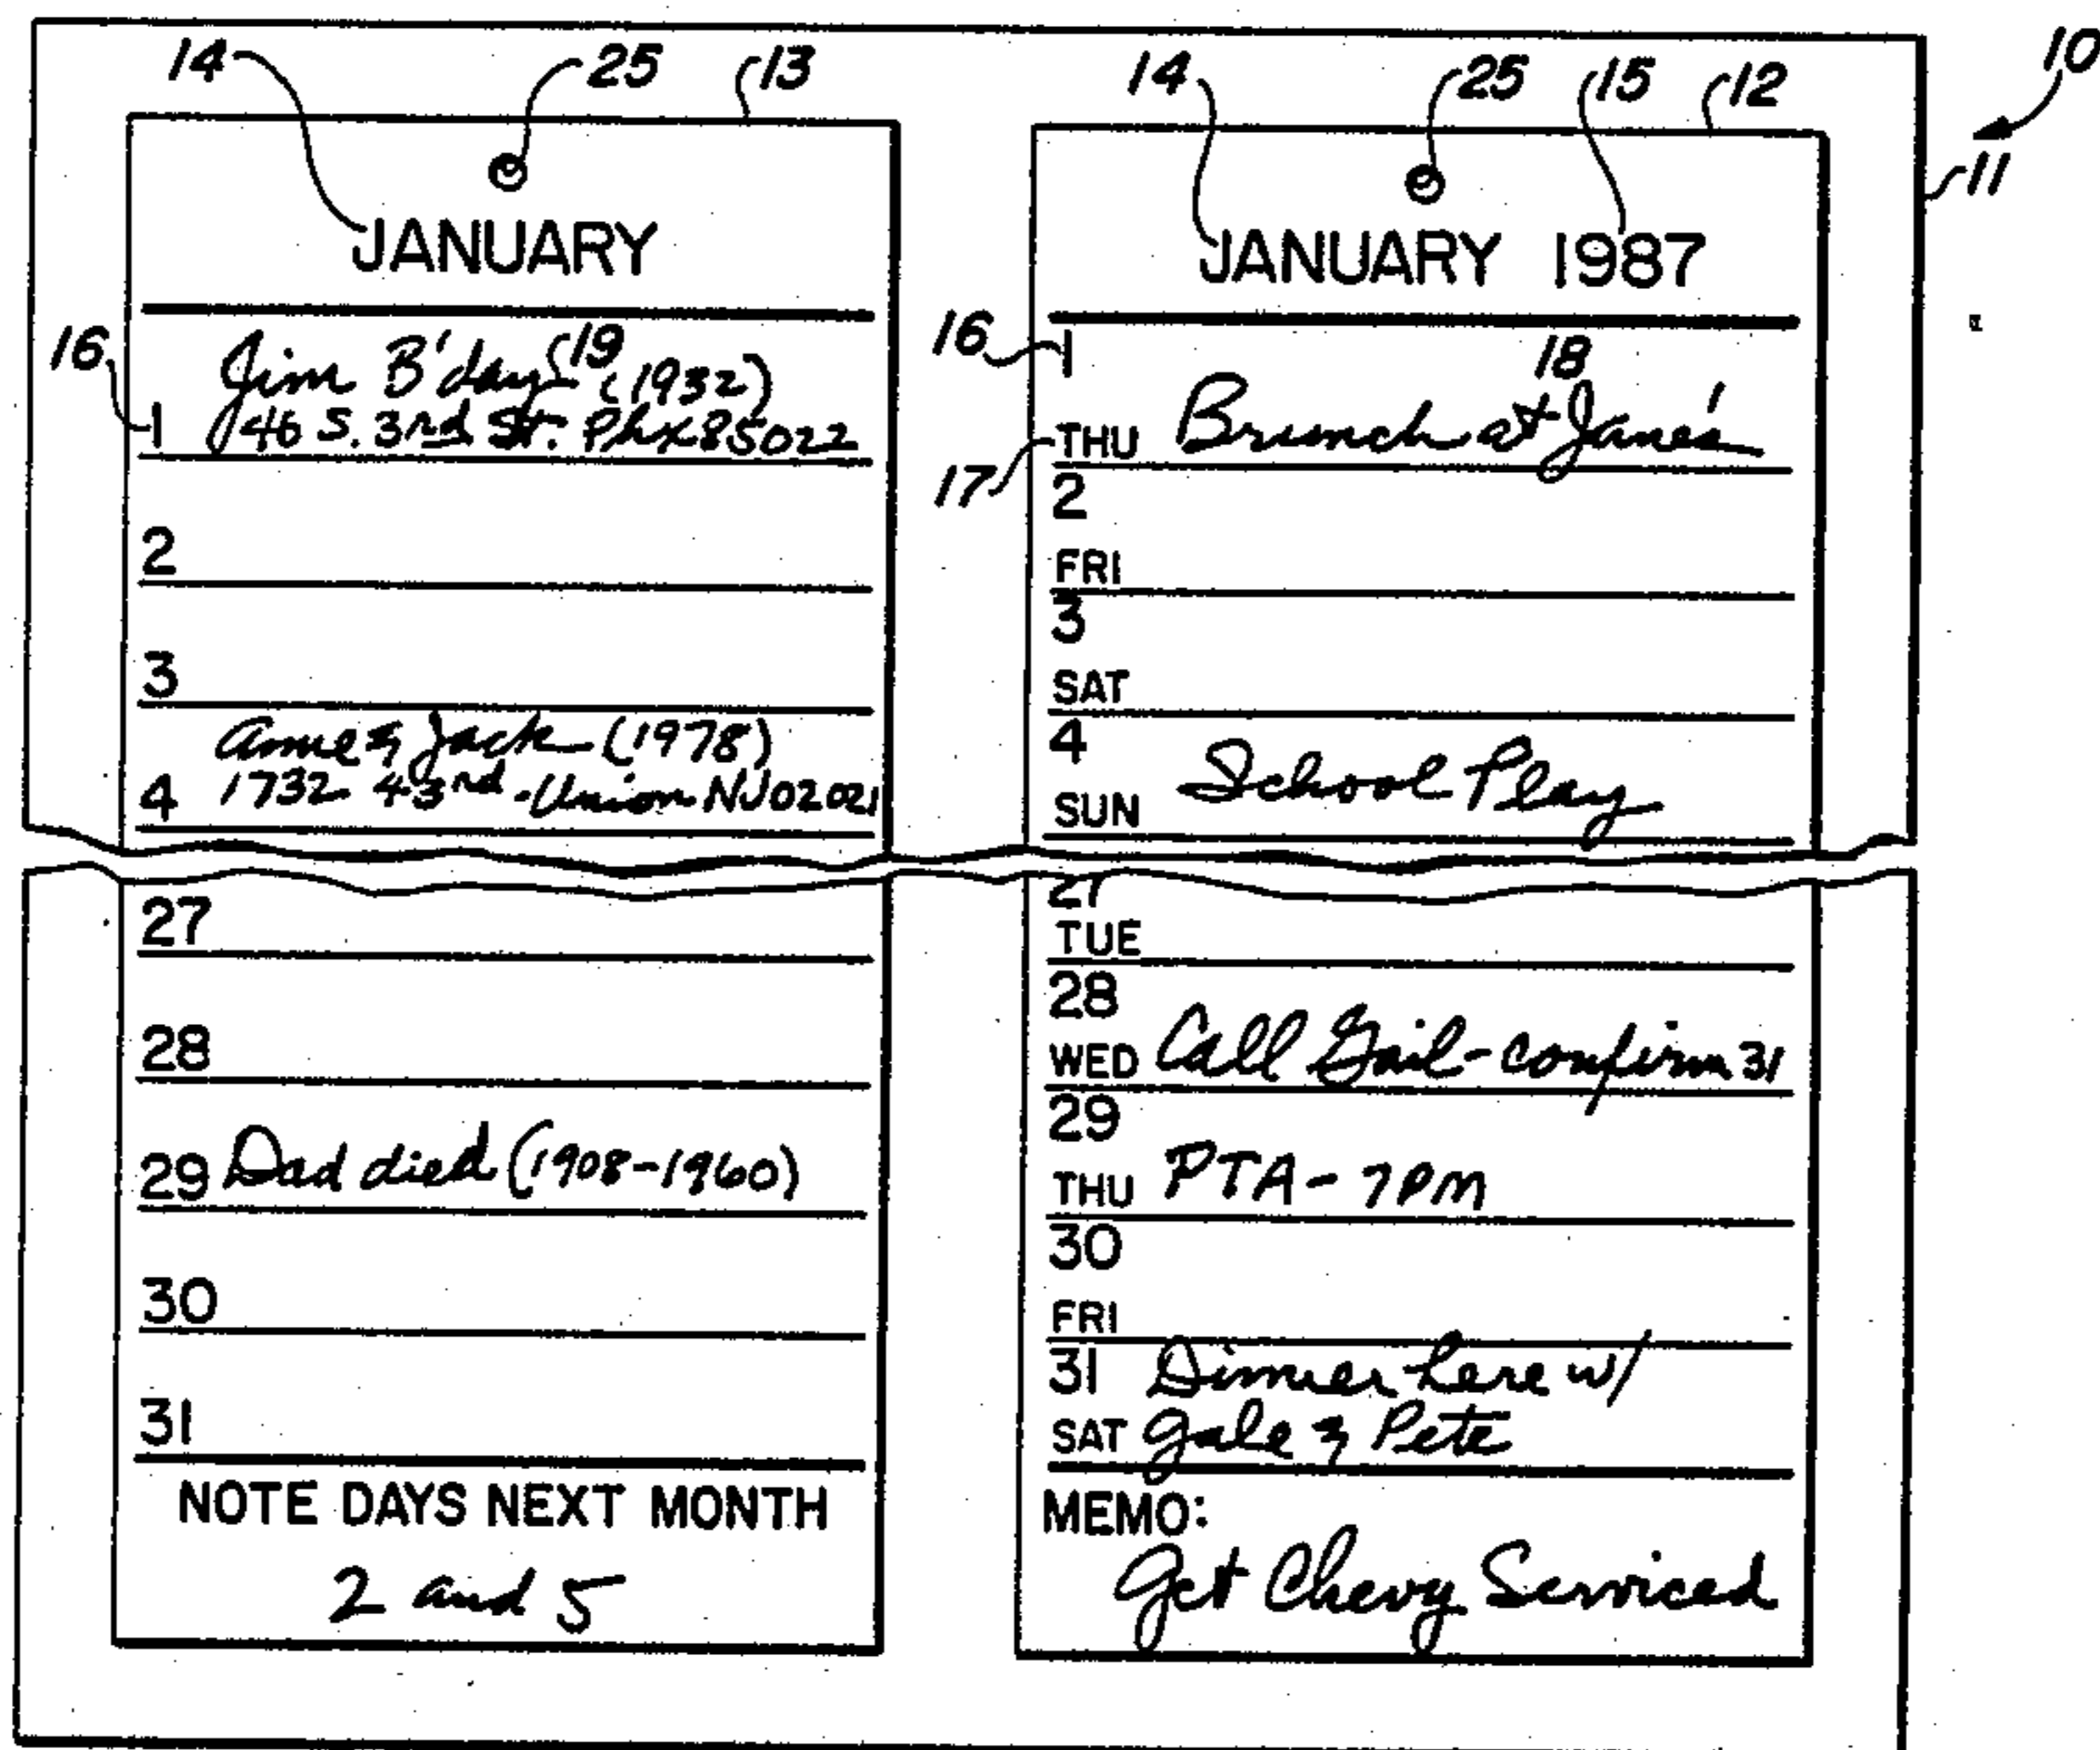 14 25 13 14 25 15 12 10
11
JANUARY
16 Jim B'day 19 (1932)
1 46 S. 3rd St. Phx 85022
2
3
Anne & Jack (1978)
4 1732 43rd - Union NJ 02021
27
28
29 Dad died (1908-1960)
30
31
NOTE DAYS NEXT MONTH
2 and 5
JANUARY 1987
16 1 18
17 THU Brunch at Jane's
2
FRI
3
SAT
4
SUN School Play
27
TUE
28
WED Call Gail - confirm 31
29
THU PTA - 7PM
30
FRI
31 Dinner here w/
SAT Gale & Pete
MEMO:
Get Chevy Serviced